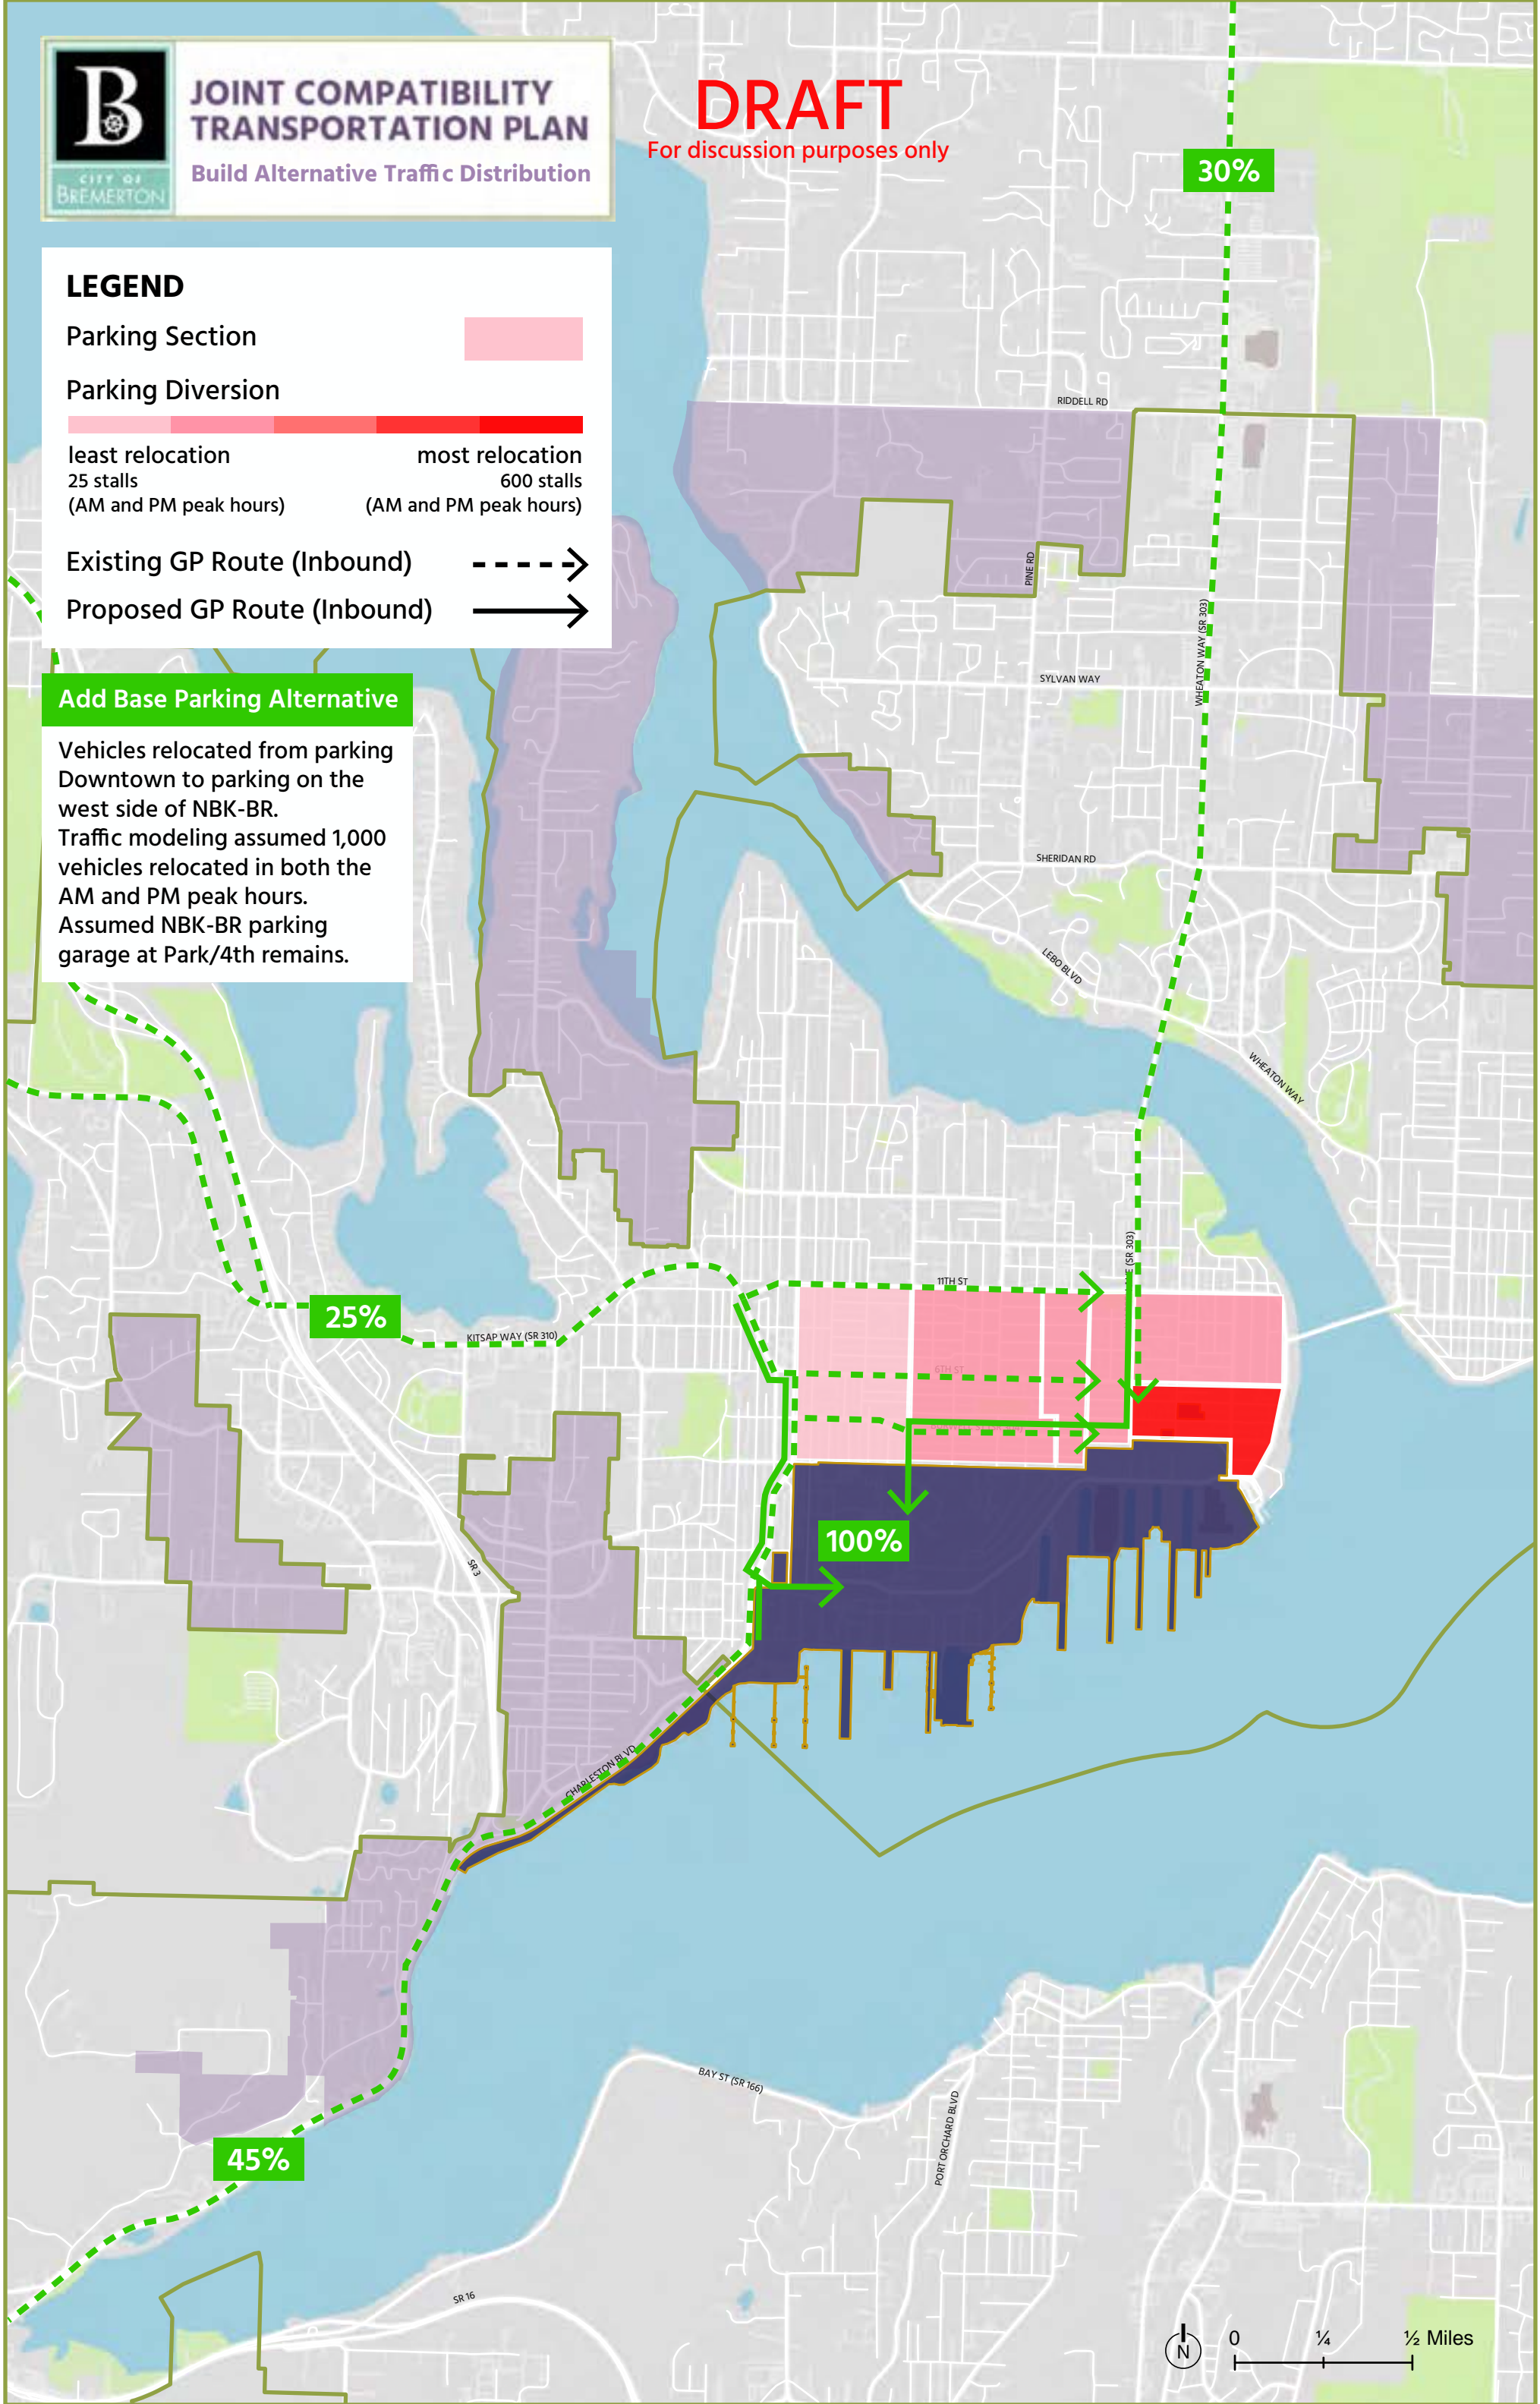 B
CITY OF
BREMERTON
JOINT COMPATIBILITY
TRANSPORTATION PLAN
Build Alternative Traffic Distribution
DRAFT
For discussion purposes only
30%
LEGEND
Parking Section
Parking Diversion
least relocation
25 stalls
(AM and PM peak hours)
most relocation
600 stalls
(AM and PM peak hours)
Existing GP Route (Inbound)
Proposed GP Route (Inbound)
Add Base Parking Alternative
Vehicles relocated from parking
Downtown to parking on the
west side of NBK-BR.
Traffic modeling assumed 1,000
vehicles relocated in both the
AM and PM peak hours.
Assumed NBK-BR parking
garage at Park/4th remains.
RIDDELL RD
PINE RD
WHEATON WAY (SR 303)
SYLVAN WAY
SHERIDAN RD
LEBO BLVD
WHEATON WAY
(SR 303)
11TH ST
25%
KITSAP WAY (SR 310)
6TH ST
100%
SR 3
CHARLESTON BLVD
BAY ST (SR 166)
PORT ORCHARD BLVD
45%
SR 16
N
0 ¼ ½ Miles